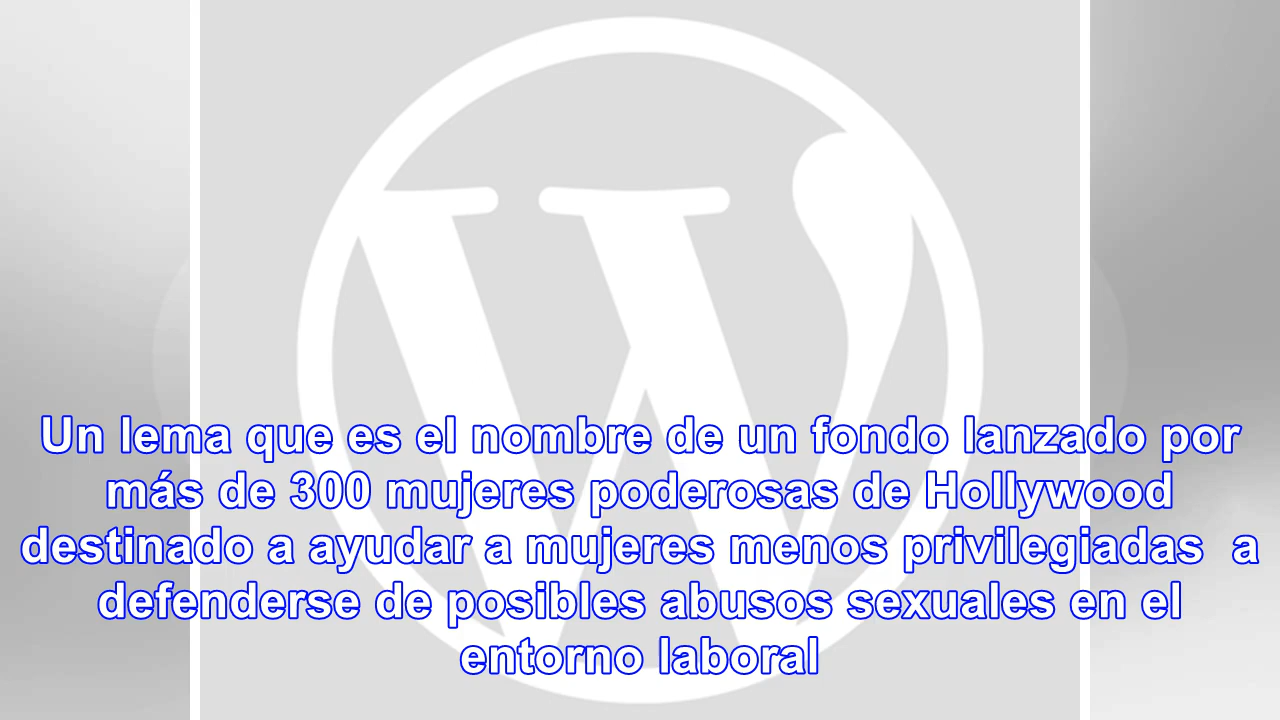 Un lema que es el nombre de un fondo lanzado por
más de 300 mujeres poderosas de Hollywood
destinado a ayudar a mujeres menos privilegiadas  a
defenderse de posibles abusos sexuales en el
entorno laboral